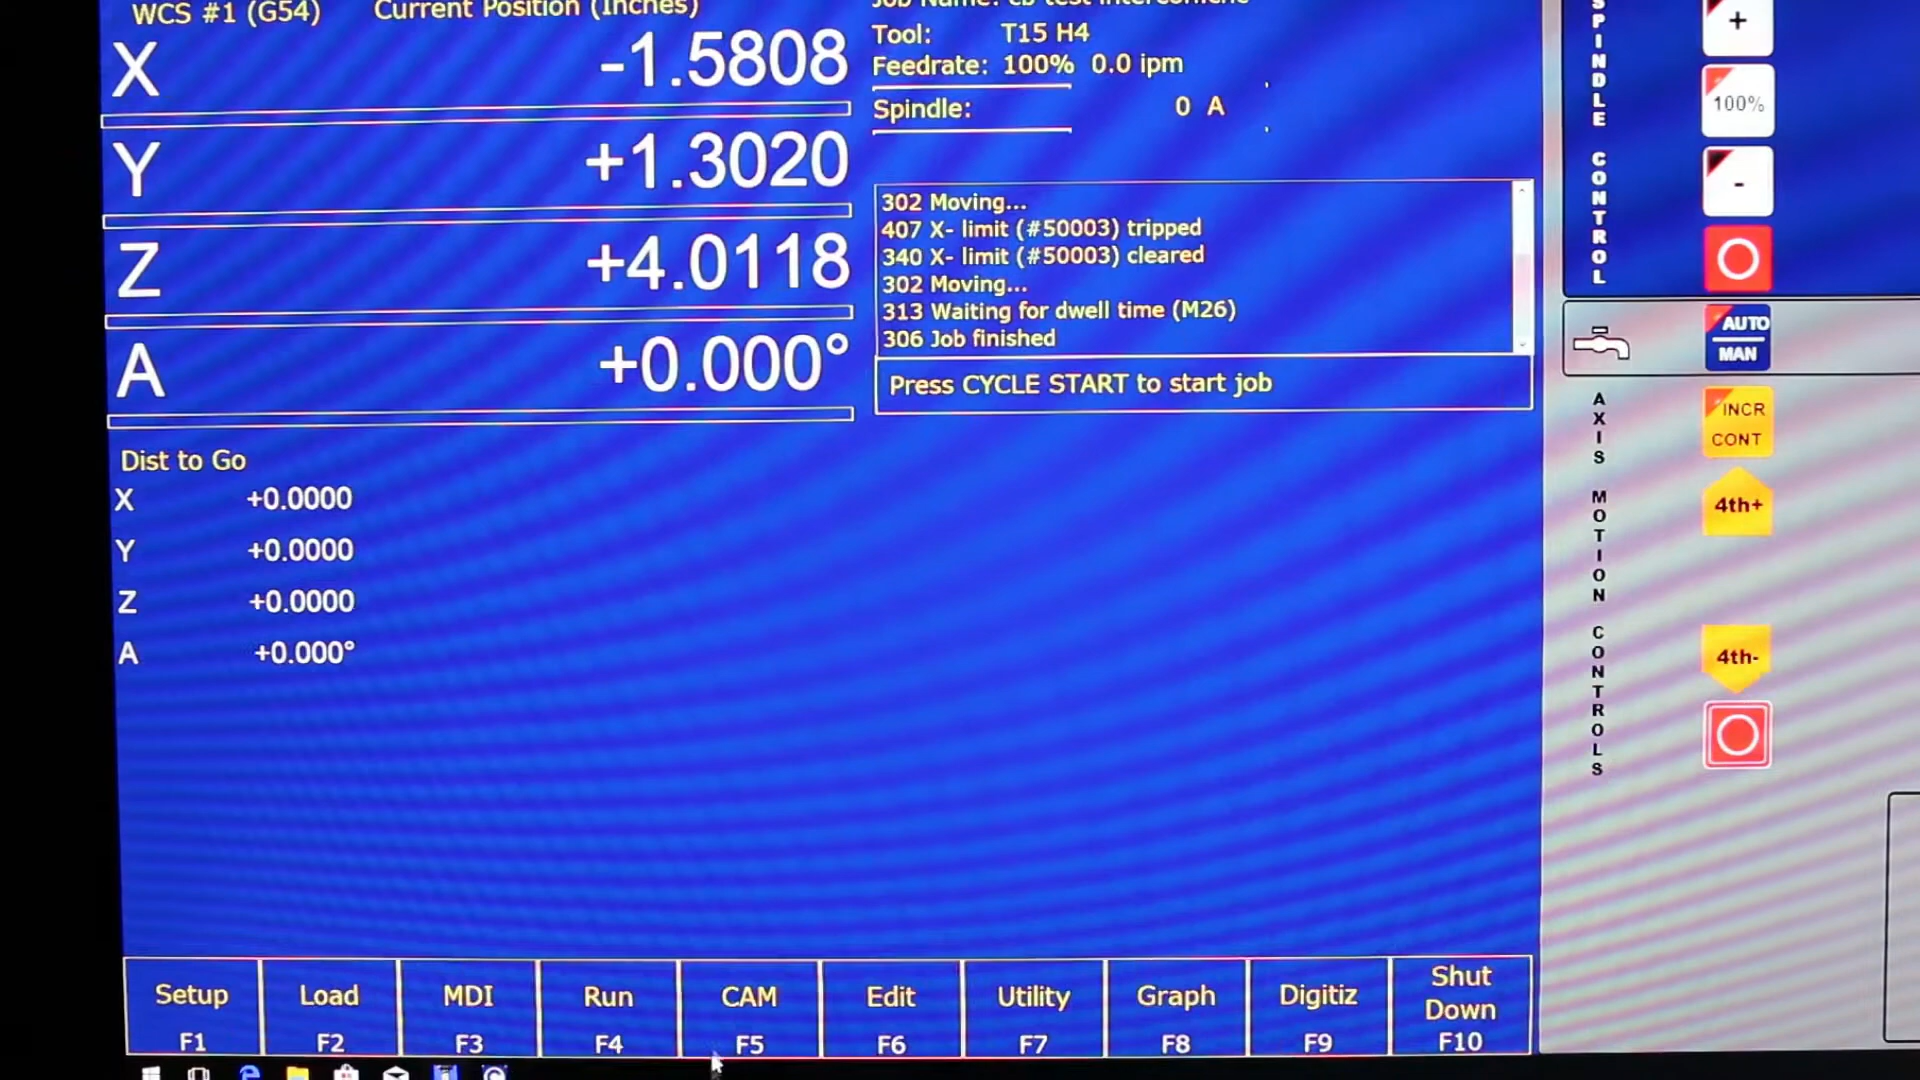 WCS #1 (G54) Current Position (Inches)
X -1.5808
Y +1.3020
Z +4.0118
A +0.000°
Dist to Go
X +0.0000
Y +0.0000
Z +0.0000
A +0.000°
Job Name: cb test
Tool: T15 H4
Feedrate: 100% 0.0 ipm
Spindle: 0 A
302 Moving...
407 X- limit (#50003) tripped
340 X- limit (#50003) cleared
302 Moving...
313 Waiting for dwell time (M26)
306 Job finished
Press CYCLE START to start job
Setup F1
Load F2
MDI F3
Run F4
CAM F5
Edit F6
Utility F7
Graph F8
Digitiz F9
Shut Down F10
SPINDLE CONTROL
+
100%
-
AUTO
MAN
AXIS MOTION CONTROLS
INCR
CONT
4th+
4th-